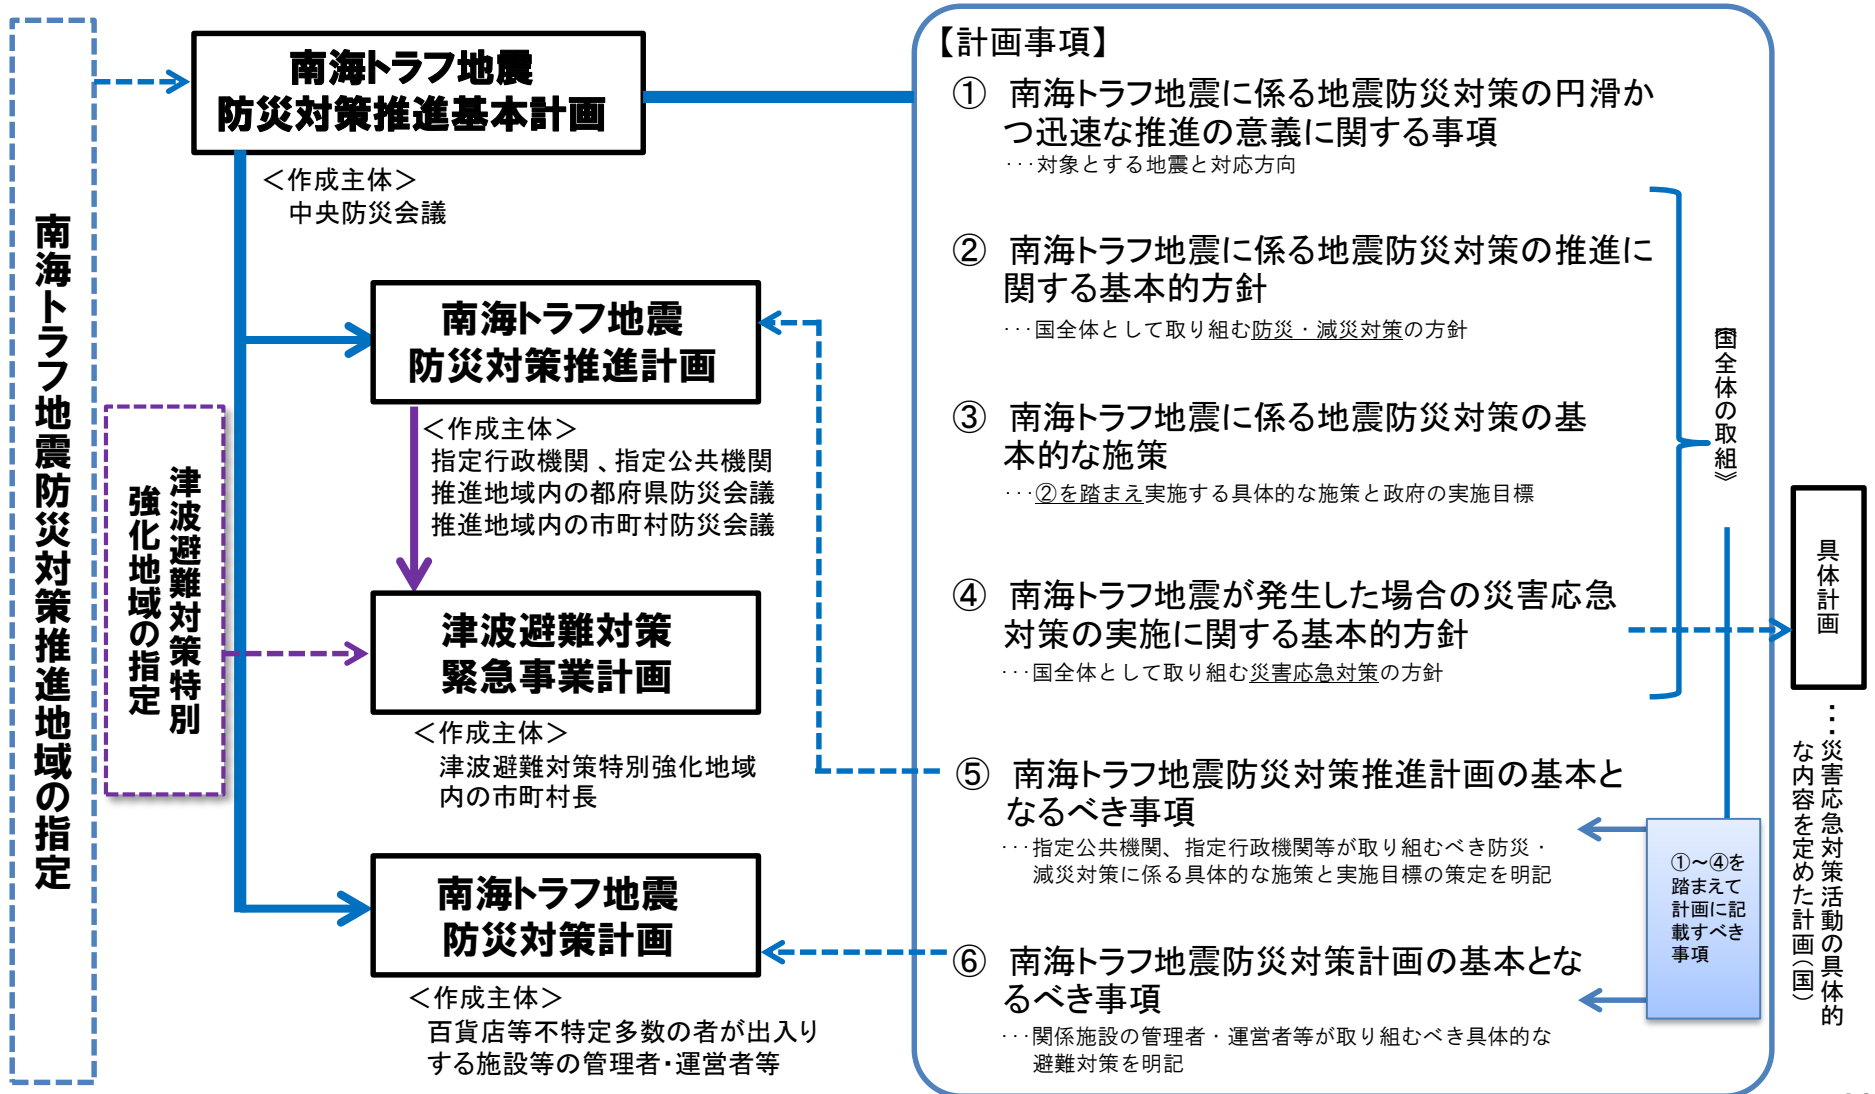 南海トラフ地震防災対策推進地域の指定
南海トラフ地震
防災対策推進基本計画
＜作成主体＞
中央防災会議
津波避難対策特別
強化地域の指定
南海トラフ地震
防災対策推進計画
＜作成主体＞
指定行政機関、指定公共機関
推進地域内の都府県防災会議
推進地域内の市町村防災会議
津波避難対策
緊急事業計画
＜作成主体＞
津波避難対策特別強化地域
内の市町村長
南海トラフ地震
防災対策計画
＜作成主体＞
百貨店等不特定多数の者が出入り
する施設等の管理者・運営者等
【計画事項】
① 南海トラフ地震に係る地震防災対策の円滑か
つ迅速な推進の意義に関する事項
･･･対象とする地震と対応方向
② 南海トラフ地震に係る地震防災対策の推進に
関する基本的方針
･･･国全体として取り組む防災・減災対策の方針
③ 南海トラフ地震に係る地震防災対策の基
本的な施策
･･･②を踏まえ実施する具体的な施策と政府の実施目標
④ 南海トラフ地震が発生した場合の災害応急
対策の実施に関する基本的方針
･･･国全体として取り組む災害応急対策の方針
⑤ 南海トラフ地震防災対策推進計画の基本と
なるべき事項
･･･指定公共機関、指定行政機関等が取り組むべき防災・
減災対策に係る具体的な施策と実施目標の策定を明記
⑥ 南海トラフ地震防災対策計画の基本とな
るべき事項
･･･関係施設の管理者・運営者等が取り組むべき具体的な
避難対策を明記
《国全体の取組》
①～④を
踏まえて
計画に記
載すべき
事項
具体計画
･･･災害応急対策活動の具体的
な内容を定めた計画（国）